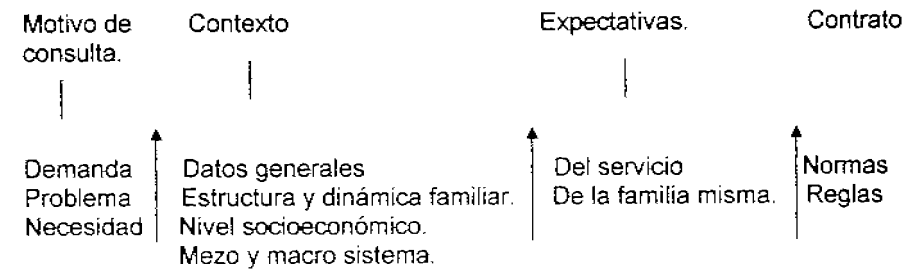 Motivo de consulta.
Contexto
Expectativas.
Contrato
Demanda
Problema
Necesidad
Datos generales
Estructura y dinámica familiar.
Nivel socioeconómico.
Mezo y macro sistema.
Del servicio
De la familia misma.
Normas
Reglas